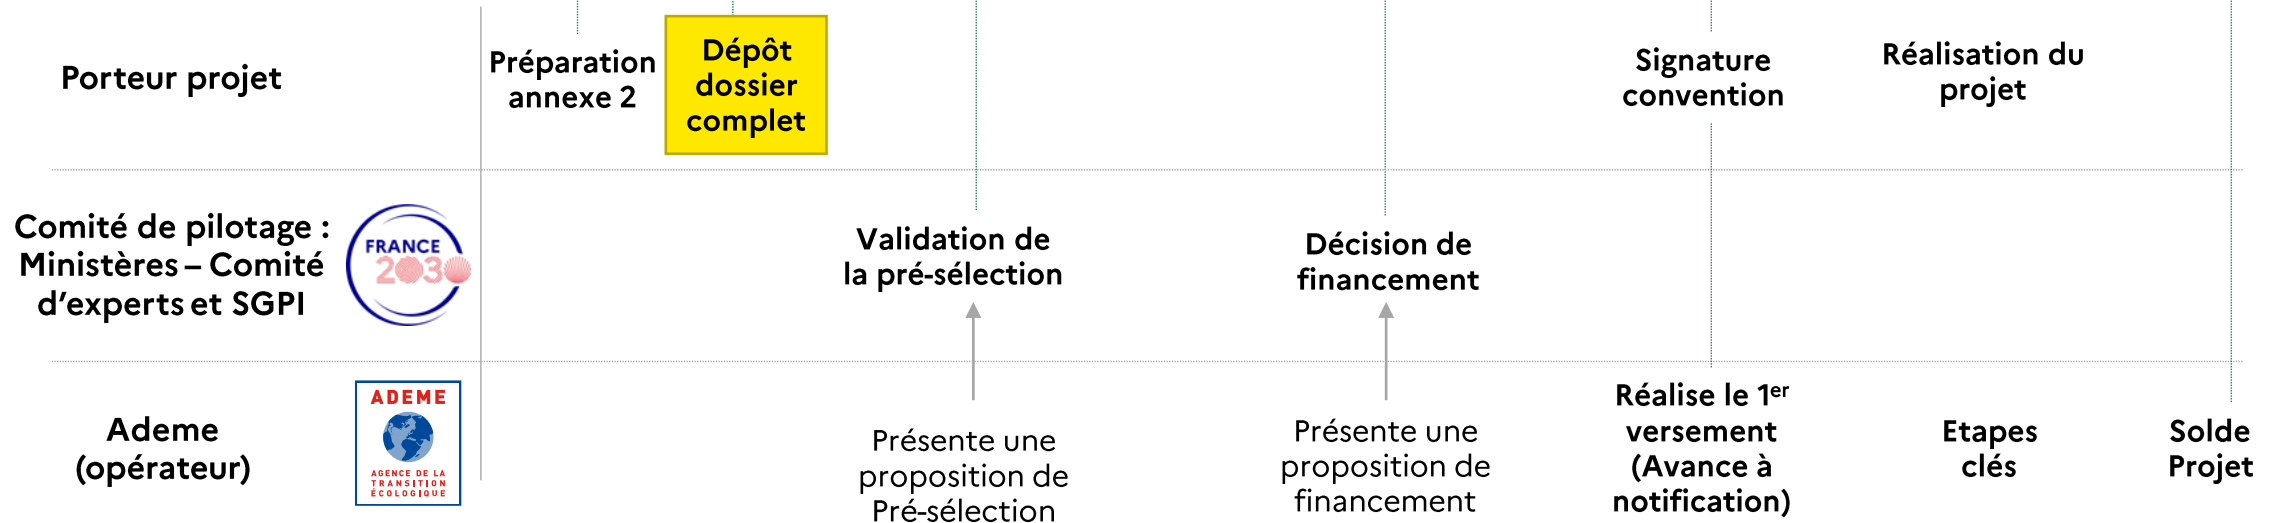 Porteur projet
Préparation
annexe 2
Dépôt
dossier
complet
Signature
convention
Réalisation du
projet
Comité de pilotage :
Ministères – Comité
d'experts et SGPI
FRANCE
2030
Validation de
la pré-sélection
Décision de
financement
Ademe
(opérateur)
ADEME
AGENCE DE LA
TRANSITION
ÉCOLOGIQUE
Présente une
proposition de
Pré-sélection
Présente une
proposition de
financement
Réalise le 1er
versement
(Avance à
notification)
Etapes
clés
Solde
Projet